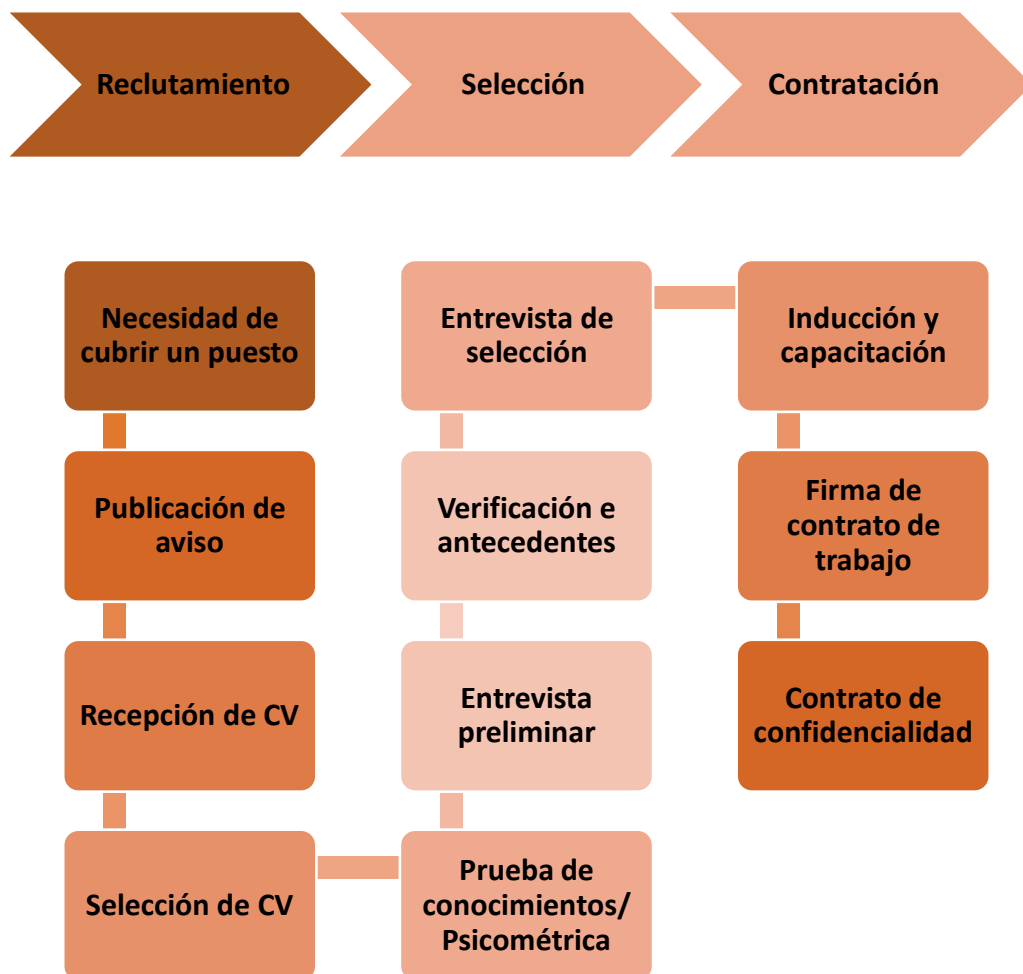 Reclutamiento
Selección
Contratación
Necesidad de
cubrir un puesto
Publicación de
aviso
Recepción de CV
Selección de CV
Prueba de
conocimientos/
Psicométrica
Entrevista
preliminar
Verificación e
antecedentes
Entrevista de
selección
Inducción y
capacitación
Firma de
contrato de
trabajo
Contrato de
confidencialidad